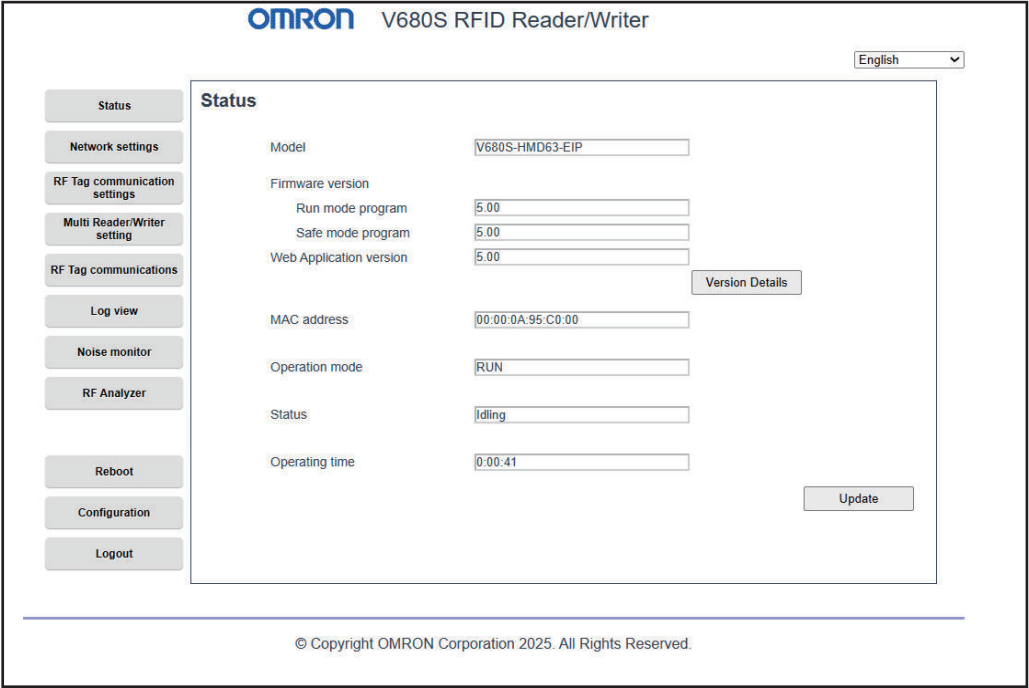 OMRON V680S RFID Reader/Writer
English
Status
Network settings
RF Tag communication
settings
Multi Reader/Writer
setting
RF Tag communications
Log view
Noise monitor
RF Analyzer
Reboot
Configuration
Logout
Status
Model V680S-HMD63-EIP
Firmware version
Run mode program 5.00
Safe mode program 5.00
Web Application version 5.00
Version Details
MAC address 00:00:0A:95:C0:00
Operation mode RUN
Status Idling
Operating time 0:00:41
Update
© Copyright OMRON Corporation 2025. All Rights Reserved.